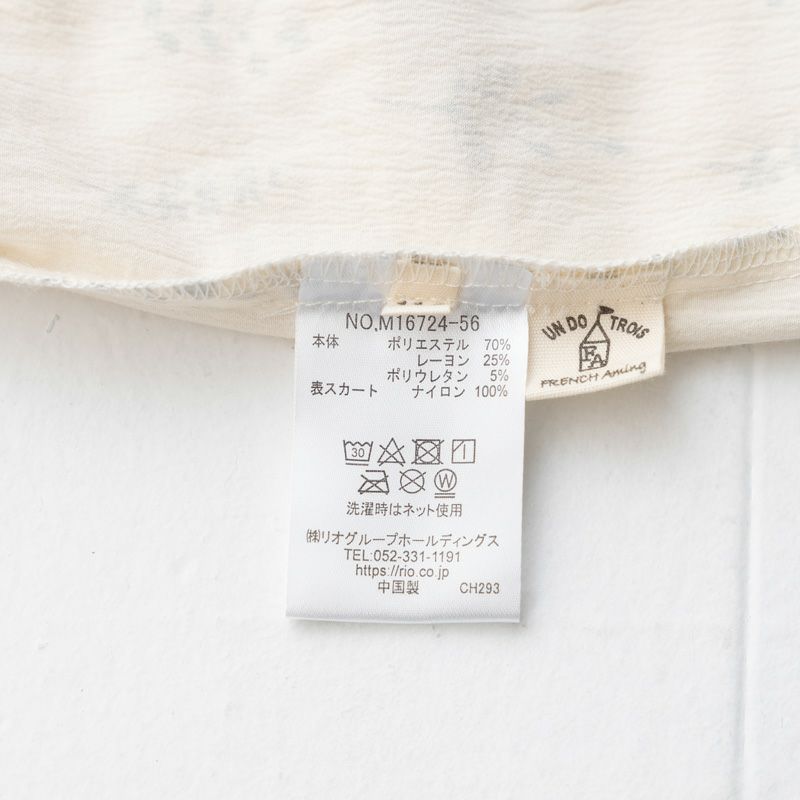 NO,M16724-56
本体 ポリエステル 70%
レーヨン 25%
ポリウレタン 5%
表スカート ナイロン 100%
30
W
洗濯時はネット使用
㈱リオグループホールディングス
TEL:052-331-1191
https://rio.co.jp
中国製 CH293
UN DO TROIS
FA
FRENCH Aming